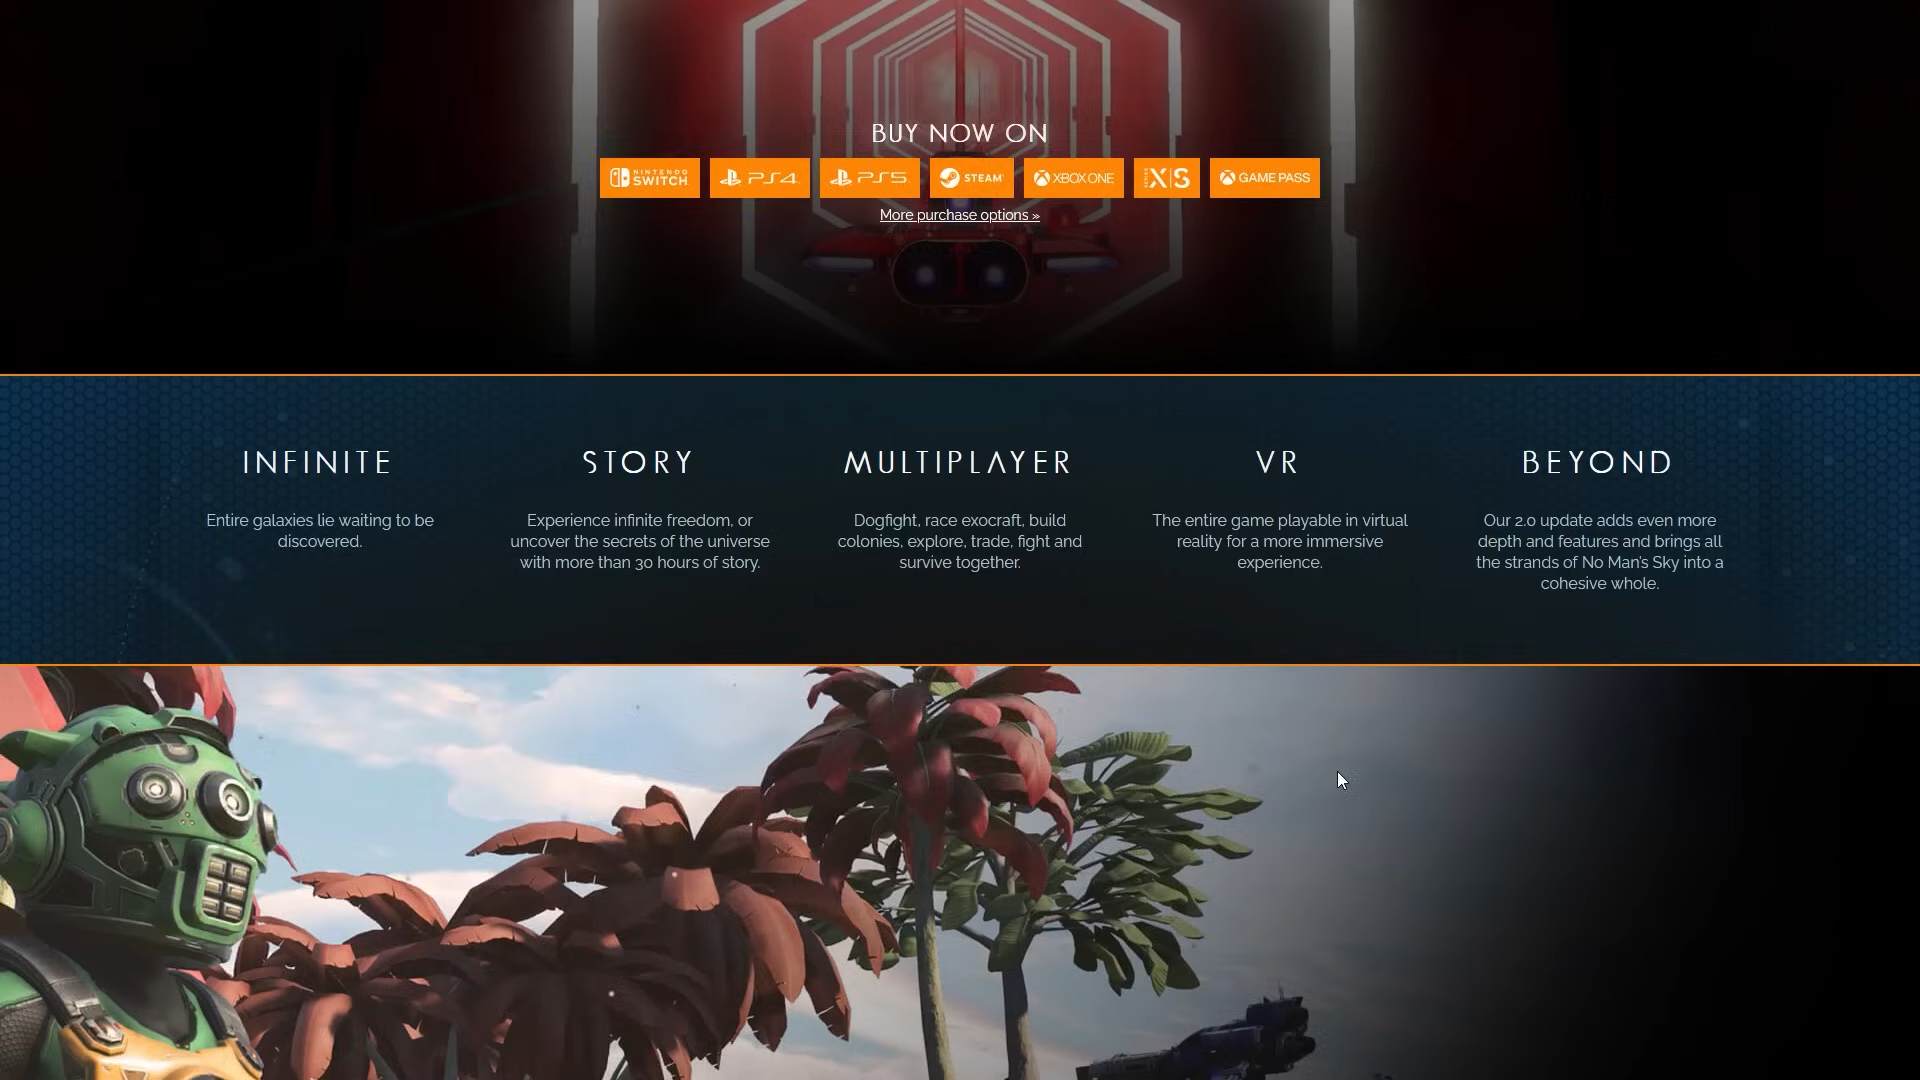 BUY NOW ON
NINTENDO SWITCH PS4 PS5 STEAM XBOX ONE SERIES X|S GAME PASS
More purchase options »
INFINITE
Entire galaxies lie waiting to be
discovered.
STORY
Experience infinite freedom, or
uncover the secrets of the universe
with more than 30 hours of story.
MULTIPLAYER
Dogfight, race exocraft, build
colonies, explore, trade, fight and
survive together.
VR
The entire game playable in virtual
reality for a more immersive
experience.
BEYOND
Our 2.0 update adds even more
depth and features and brings all
the strands of No Man's Sky into a
cohesive whole.